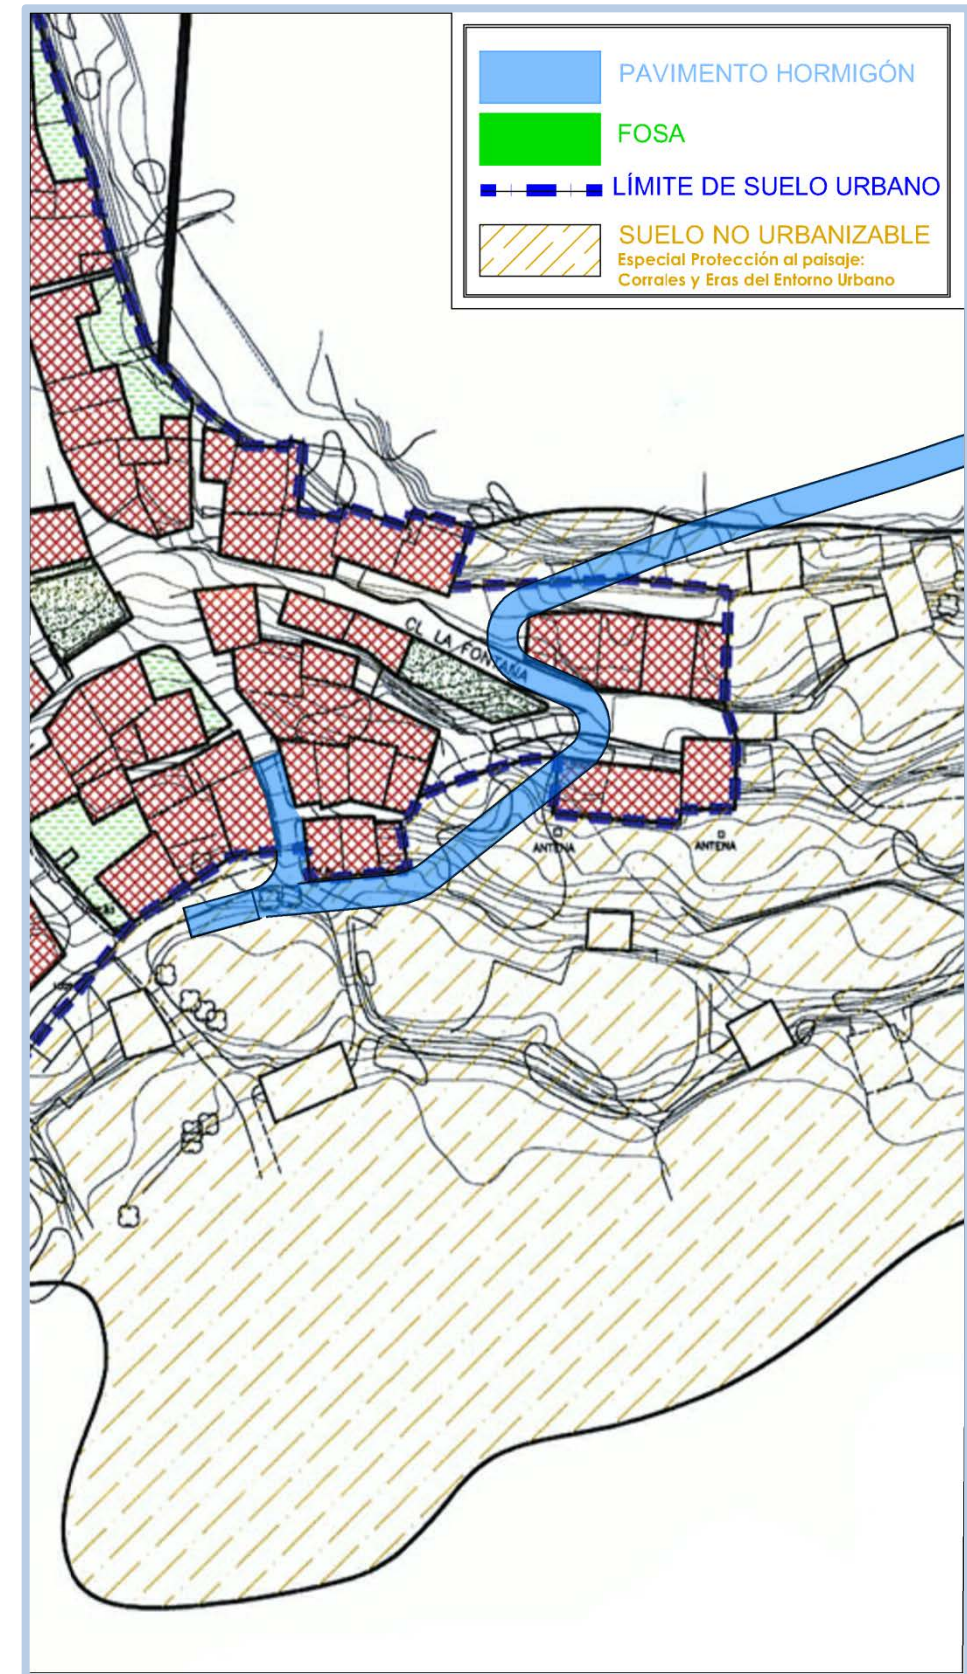 PAVIMENTO HORMIGÓN
FOSA
LÍMITE DE SUELO URBANO
SUELO NO URBANIZABLE
Especial Protección al paisaje:
Corrales y Eras del Entorno Urbano
CL LA FONTANA
ANTENA
ANTENA